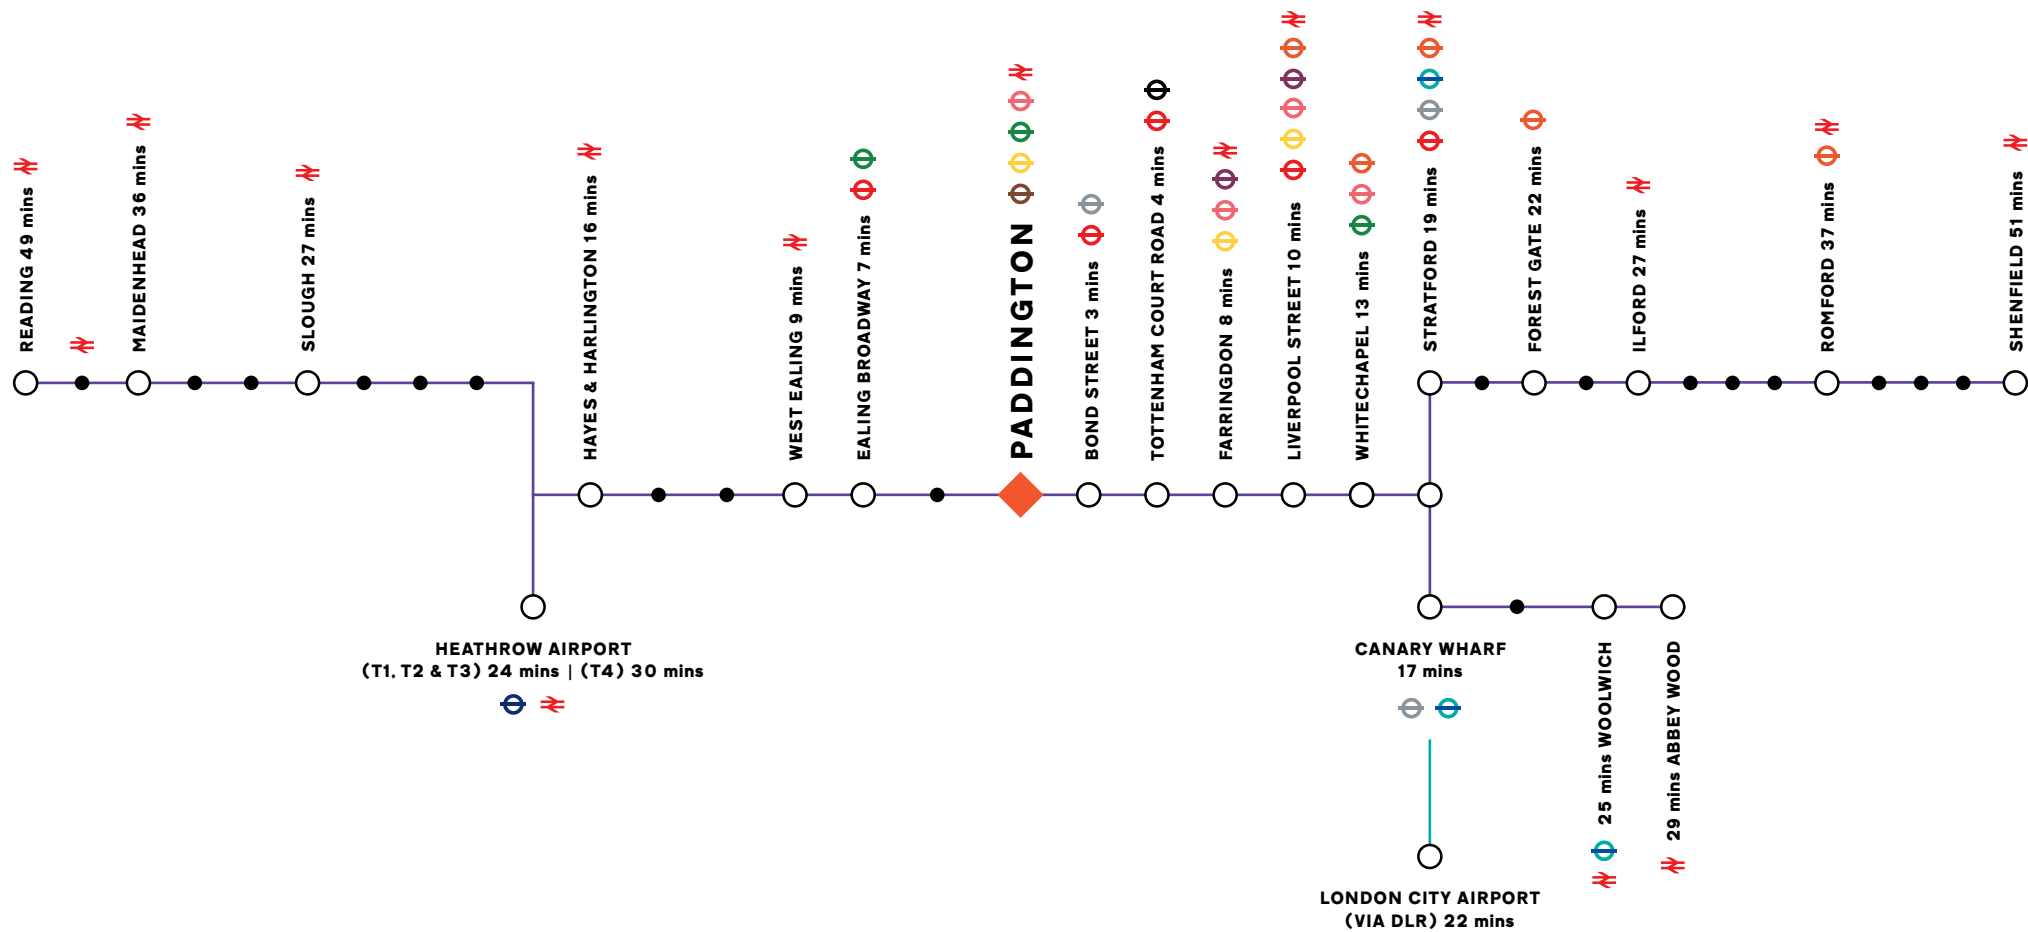 READING 49 mins
MAIDENHEAD 36 mins
SLOUGH 27 mins
HAYES & HARLINGTON 16 mins
WEST EALING 9 mins
EALING BROADWAY 7 mins
PADDINGTON
BOND STREET 3 mins
TOTTENHAM COURT ROAD 4 mins
FARRINGDON 8 mins
LIVERPOOL STREET 10 mins
WHITECHAPEL 13 mins
STRATFORD 19 mins
FOREST GATE 22 mins
ILFORD 27 mins
ROMFORD 37 mins
SHENFIELD 51 mins
HEATHROW AIRPORT
(T1, T2 & T3) 24 mins | (T4) 30 mins
CANARY WHARF
17 mins
25 mins WOOLWICH
29 mins ABBEY WOOD
LONDON CITY AIRPORT
(VIA DLR) 22 mins